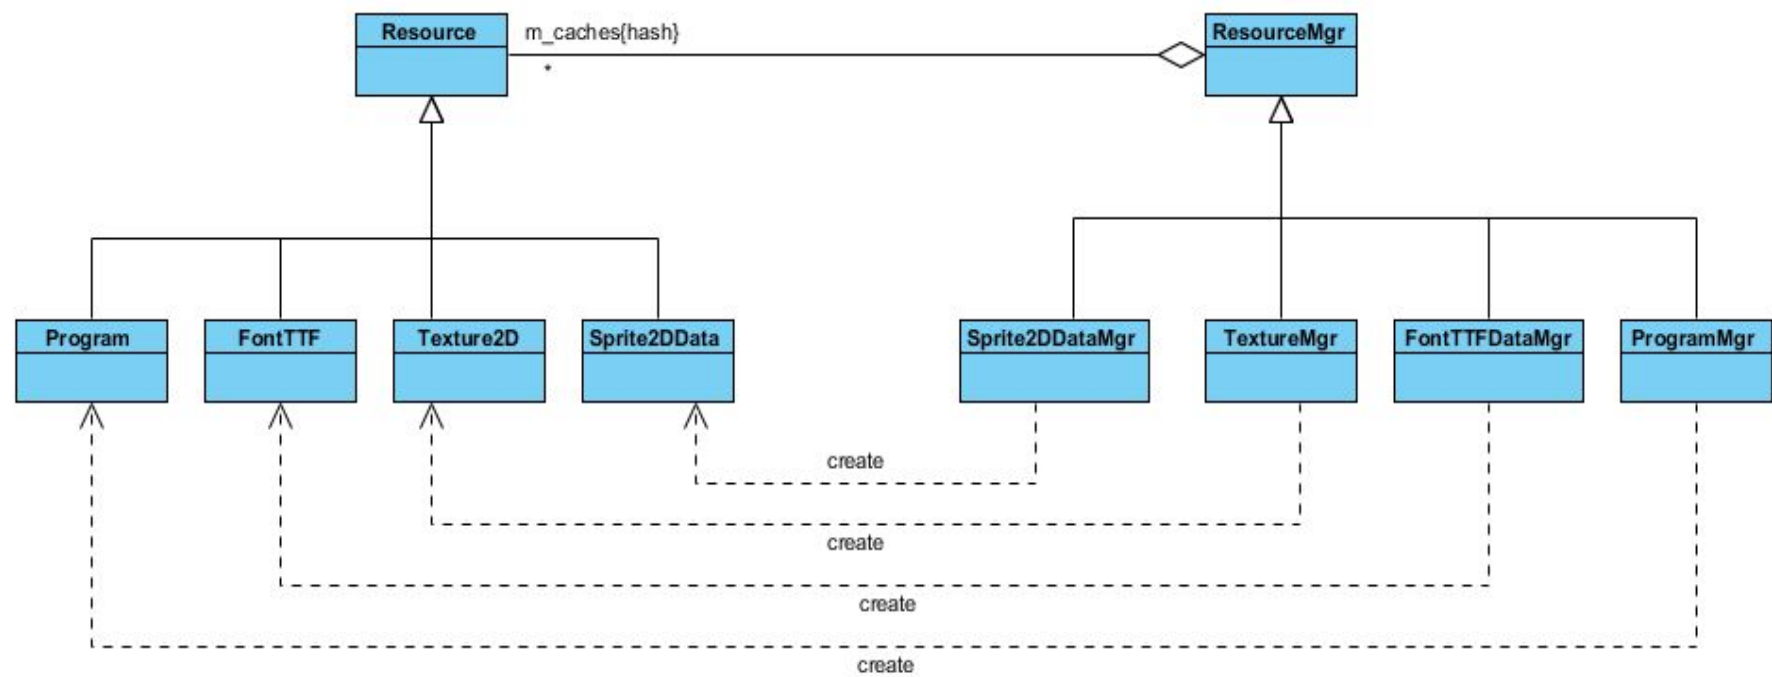 Resource
m_caches{hash}
*
ResourceMgr
Program
FontTTF
Texture2D
Sprite2DData
Sprite2DDataMgr
TextureMgr
FontTTFDataMgr
ProgramMgr
create
create
create
create